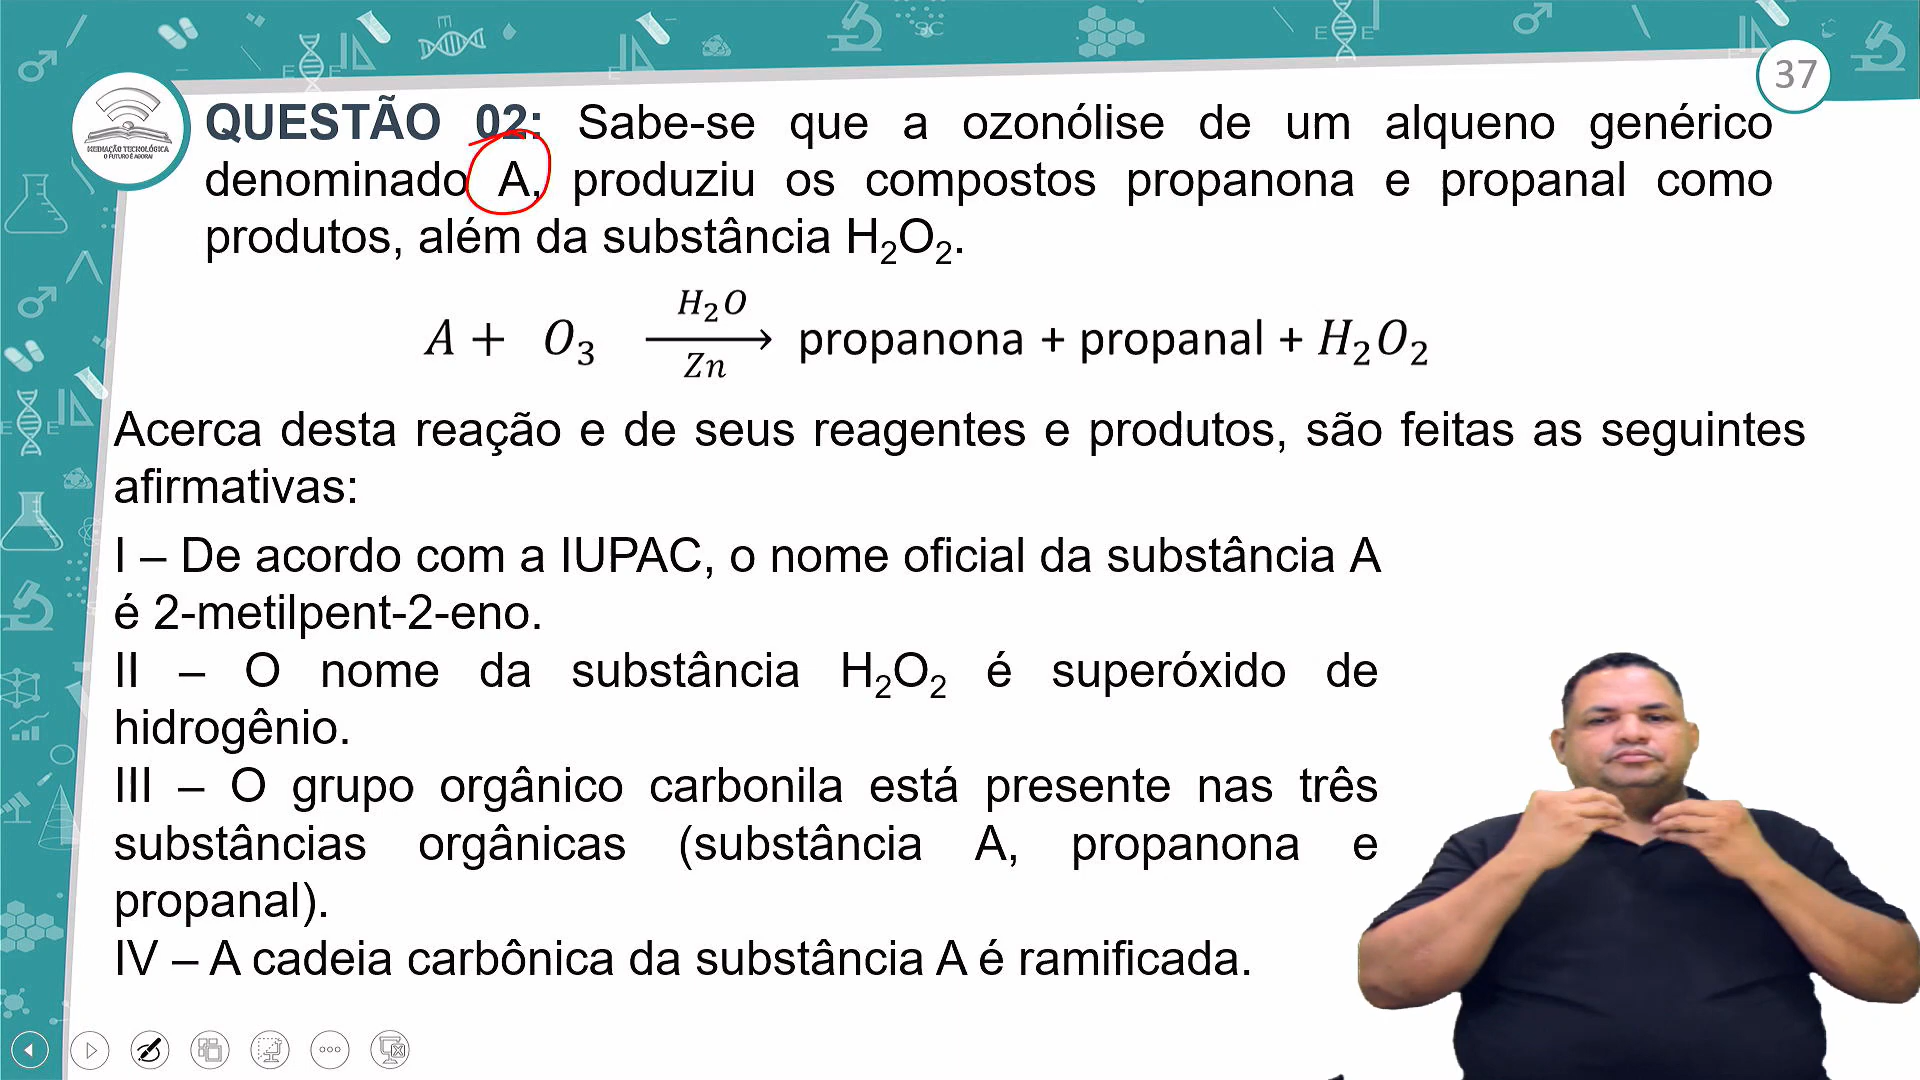 37
QUESTÃO 02: Sabe-se que a ozonólise de um alqueno genérico
denominado A, produziu os compostos propanona e propanal como
produtos, além da substância H₂O₂.
MEDIAÇÃO TECNOLÓGICA
O FUTURO É AGORA!
H₂O
A + O₃ → propanona + propanal + H₂O₂
Zn
Acerca desta reação e de seus reagentes e produtos, são feitas as seguintes
afirmativas:
I – De acordo com a IUPAC, o nome oficial da substância A
é 2-metilpent-2-eno.
II – O nome da substância H₂O₂ é superóxido de
hidrogênio.
III – O grupo orgânico carbonila está presente nas três
substâncias orgânicas (substância A, propanona e
propanal).
IV – A cadeia carbônica da substância A é ramificada.